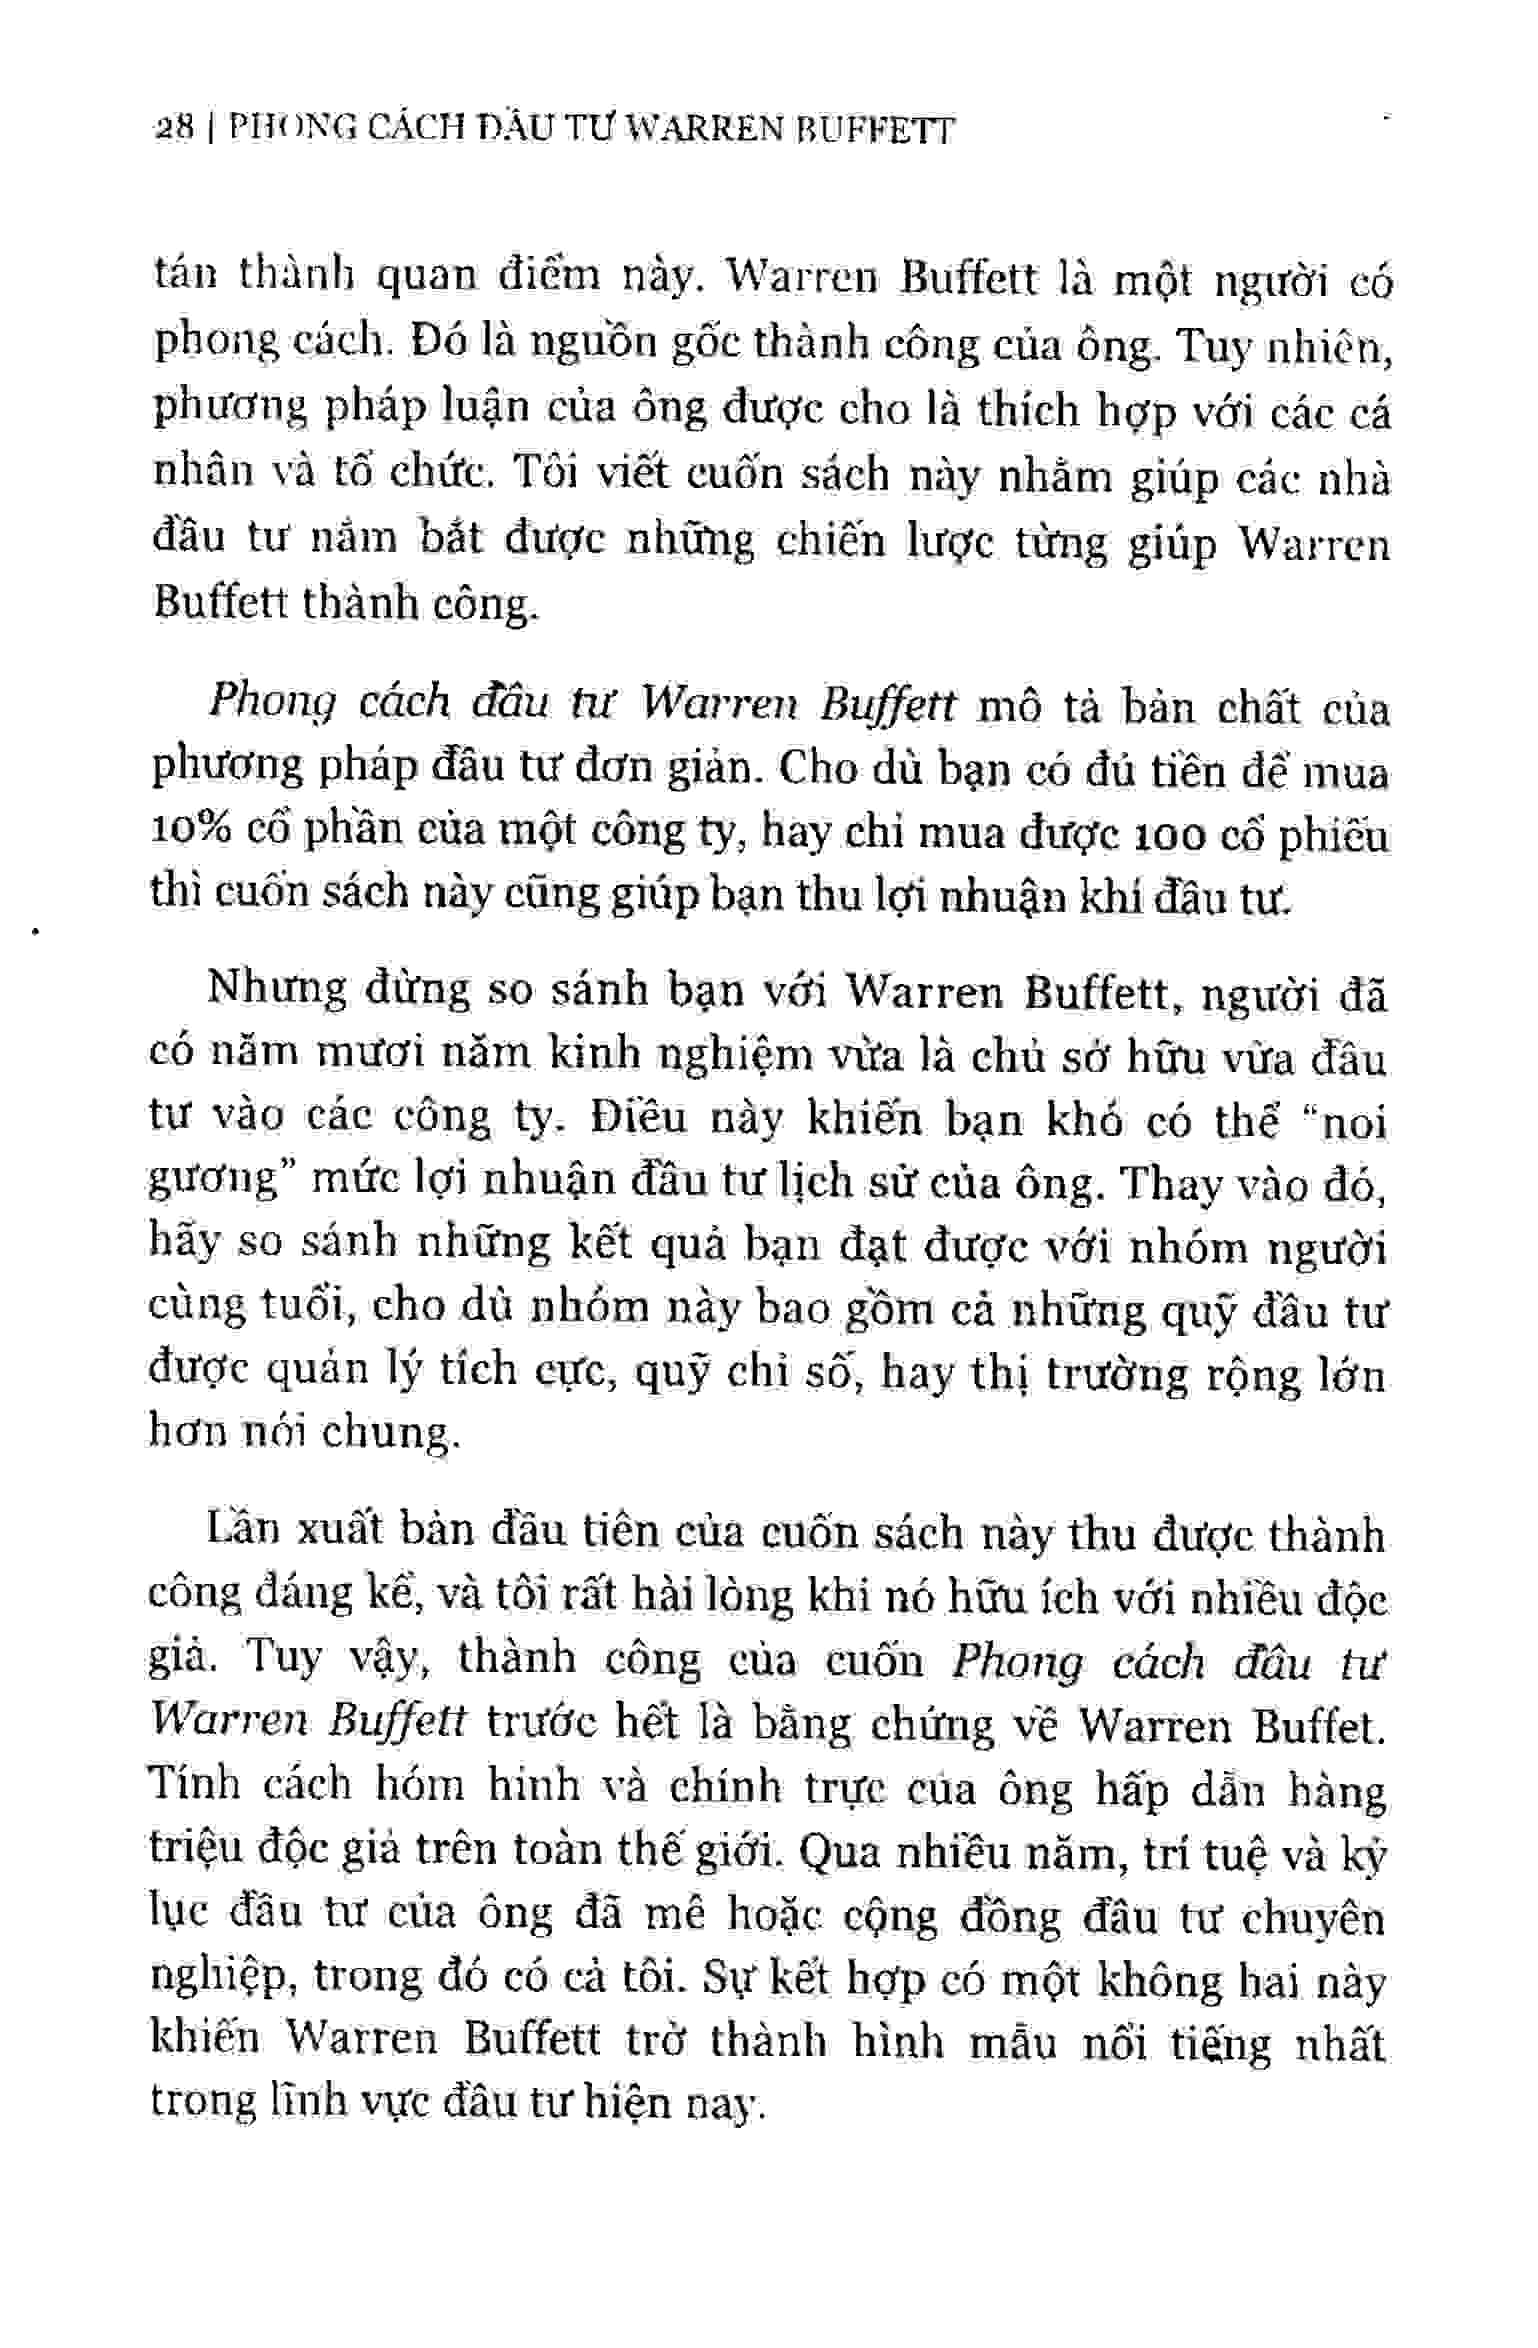 28 | PHONG CÁCH ĐẦU TƯ WARREN BUFFETT
tán thành quan điểm này. Warren Buffett là một người có
phong cách. Đó là nguồn gốc thành công của ông. Tuy nhiên,
phương pháp luận của ông được cho là thích hợp với các cá
nhân và tổ chức. Tôi viết cuốn sách này nhằm giúp các nhà
đầu tư nắm bắt được những chiến lược từng giúp Warren
Buffett thành công.
Phong cách đầu tư Warren Buffett mô tả bản chất của
phương pháp đầu tư đơn giản. Cho dù bạn có đủ tiền để mua
10% cổ phần của một công ty, hay chỉ mua được 100 cổ phiếu
thì cuốn sách này cũng giúp bạn thu lợi nhuận khi đầu tư.
Nhưng đừng so sánh bạn với Warren Buffett, người đã
có năm mươi năm kinh nghiệm vừa là chủ sở hữu vừa đầu
tư vào các công ty. Điều này khiến bạn khó có thể “noi
gương” mức lợi nhuận đầu tư lịch sử của ông. Thay vào đó,
hãy so sánh những kết quả bạn đạt được với nhóm người
cùng tuổi, cho dù nhóm này bao gồm cả những quỹ đầu tư
được quản lý tích cực, quỹ chỉ số, hay thị trường rộng lớn
hơn nói chung.
Lần xuất bản đầu tiên của cuốn sách này thu được thành
công đáng kể, và tôi rất hài lòng khi nó hữu ích với nhiều độc
giả. Tuy vậy, thành công của cuốn Phong cách đầu tư
Warren Buffett trước hết là bằng chứng về Warren Buffet.
Tính cách hóm hỉnh và chính trực của ông hấp dẫn hàng
triệu độc giả trên toàn thế giới. Qua nhiều năm, trí tuệ và kỷ
lục đầu tư của ông đã mê hoặc cộng đồng đầu tư chuyên
nghiệp, trong đó có cả tôi. Sự kết hợp có một không hai này
khiến Warren Buffett trở thành hình mẫu nổi tiếng nhất
trong lĩnh vực đầu tư hiện nay.